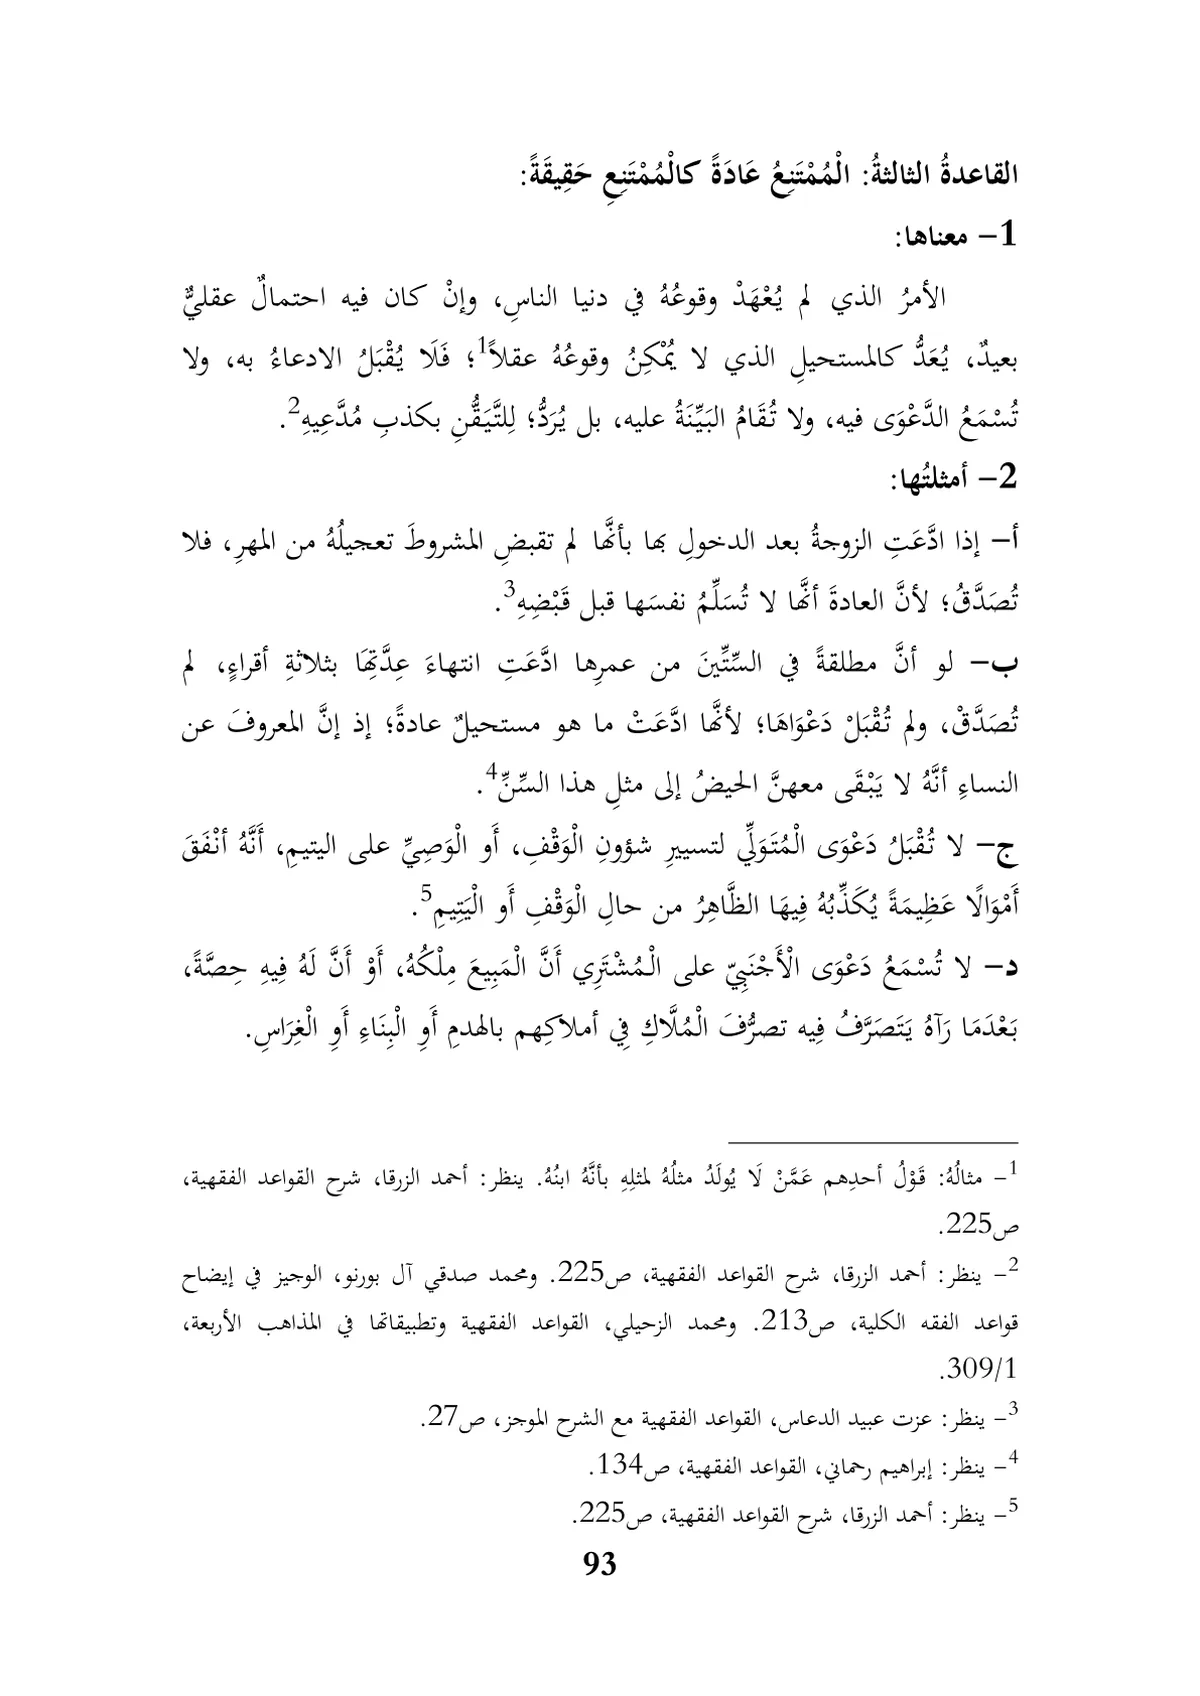 القاعدةُ الثالثةُ: الْمُمْتَنِعُ عَادَةً كالْمُمْتَنِعِ حَقِيقَةً:
1- معناها:
الأمرُ الذي لم يُعْهَدْ وقوعُهُ في دنيا الناسِ، وإنْ كان فيه احتمالٌ عقليٌّ
بعيدٌ، يُعَدُّ كالمستحيلِ الذي لا يُمْكِنُ وقوعُهُ عقلاً1؛ فَلَا يُقْبَلُ الادعاءُ به، ولا
تُسْمَعُ الدَّعْوَى فيه، ولا تُقَامُ البَيِّنَةُ عليه، بل يُرَدُّ؛ لِلتَّيَقُّنِ بكذبِ مُدَّعِيهِ2.
2- أمثلتُها:
أ- إذا ادَّعَتِ الزوجةُ بعد الدخولِ بها بأنَّها لم تقبضِ المشروطَ تعجيلُهُ من المهرِ، فلا
تُصَدَّقُ؛ لأنَّ العادةَ أنَّها لا تُسَلِّمُ نفسَها قبل قَبْضِهِ3.
ب- لو أنَّ مطلقةً في السِّتِّينَ من عمرِها ادَّعَتِ انتهاءَ عِدَّتِهَا بثلاثةِ أقراءٍ، لم
تُصَدَّقْ، ولم تُقْبَلْ دَعْوَاهَا؛ لأنَّها ادَّعَتْ ما هو مستحيلٌ عادةً؛ إذ إنَّ المعروفَ عن
النساءِ أنَّهُ لا يَبْقَى معهنَّ الحيضُ إلى مثلِ هذا السِّنِّ4.
ج- لا تُقْبَلُ دَعْوَى الْمُتَوَلِّي لتسييرِ شؤونِ الْوَقْفِ، أَو الْوَصِيِّ على اليتيمِ، أَنَّهُ أنْفَقَ
أَمْوَالًا عَظِيمَةً يُكَذِّبُهُ فِيهَا الظَّاهِرُ من حالِ الْوَقْفِ أَو الْيَتِيمِ5.
د- لا تُسْمَعُ دَعْوَى الْأَجْنَبِيّ على الْمُشْتَرِي أَنَّ الْمَبِيعَ مِلْكُهُ، أَوْ أَنَّ لَهُ فِيهِ حِصَّةً،
بَعْدَمَا رَآهُ يَتَصَرَّفُ فِيه تصرُّفَ الْمُلَّاكِ فِي أملاكِهم بالهدمِ أَوِ الْبِنَاءِ أَوِ الْغِرَاسِ.
1- مثالُهُ: قَوْلُ أحدِهم عَمَّنْ لَا يُولَدُ مثلُهُ لمثلِهِ بأنَّهُ ابنُهُ. ينظر: أحمد الزرقا، شرح القواعد الفقهية،
ص225.
2- ينظر: أحمد الزرقا، شرح القواعد الفقهية، ص225. ومحمد صدقي آل بورنو، الوجيز في إيضاح
قواعد الفقه الكلية، ص213. ومحمد الزحيلي، القواعد الفقهية وتطبيقاتها في المذاهب الأربعة،
309/1.
3- ينظر: عزت عبيد الدعاس، القواعد الفقهية مع الشرح الموجز، ص27.
4- ينظر: إبراهيم رحماني، القواعد الفقهية، ص134.
5- ينظر: أحمد الزرقا، شرح القواعد الفقهية، ص225.
93